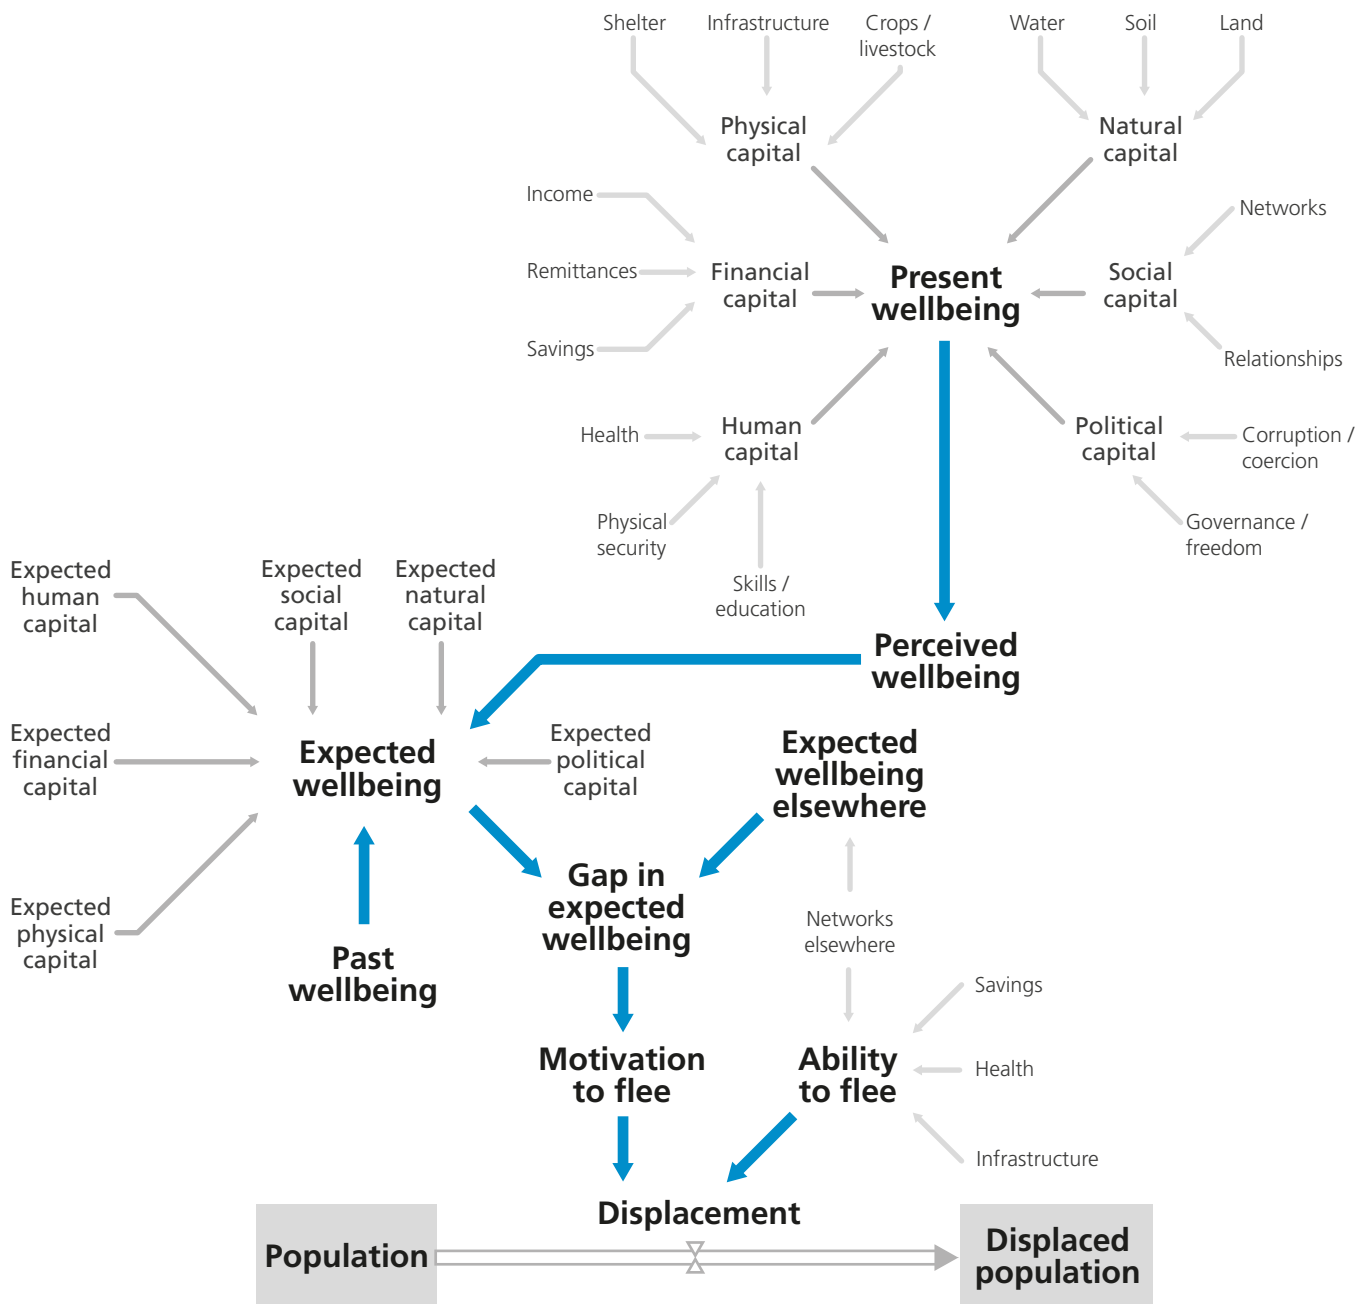 Shelter
Infrastructure
Crops /
livestock
Water
Soil
Land
Physical
capital
Natural
capital
Income
Networks
Remittances
Financial
capital
Present
wellbeing
Social
capital
Savings
Relationships
Health
Human
capital
Political
capital
Corruption /
coercion
Physical
security
Skills /
education
Governance /
freedom
Expected
human
capital
Expected
social
capital
Expected
natural
capital
Perceived
wellbeing
Expected
financial
capital
Expected
wellbeing
Expected
political
capital
Expected
wellbeing
elsewhere
Expected
physical
capital
Past
wellbeing
Gap in
expected
wellbeing
Networks
elsewhere
Savings
Motivation
to flee
Ability
to flee
Health
Infrastructure
Displacement
Population
Displaced
population